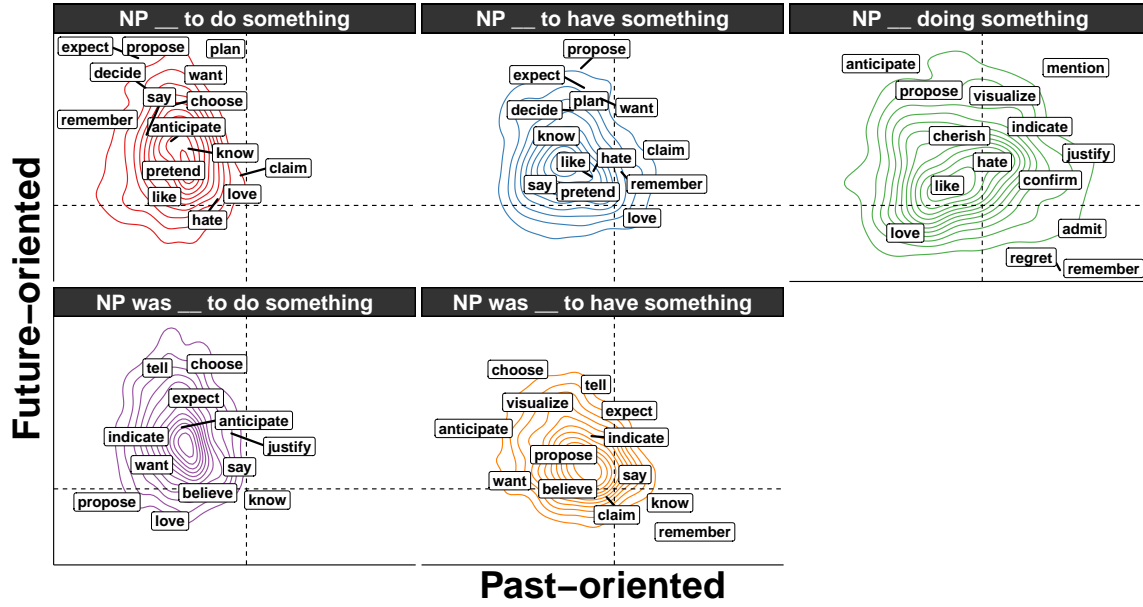 NP __ to do something
NP __ to have something
NP __ doing something
expect
propose
plan
decide
want
say
choose
remember
anticipate
know
pretend
claim
like
love
hate
propose
expect
plan
want
decide
know
like
hate
claim
say
pretend
remember
love
anticipate
mention
propose
visualize
indicate
cherish
hate
justify
like
confirm
love
admit
regret
remember
NP was __ to do something
NP was __ to have something
tell
choose
expect
anticipate
indicate
justify
want
say
believe
propose
know
love
choose
tell
visualize
expect
anticipate
indicate
propose
say
want
believe
know
claim
remember
Future−oriented
Past−oriented